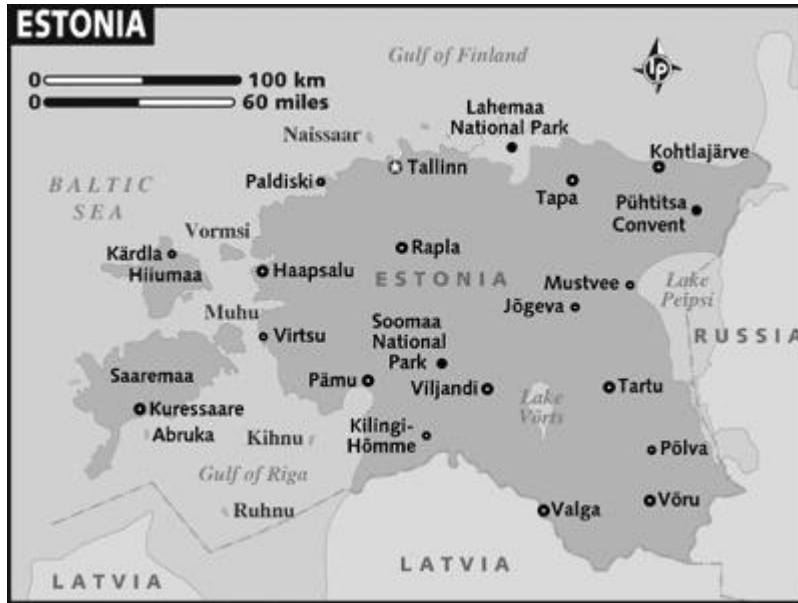 ESTONIA
Gulf of Finland
0 100 km
0 60 miles
LP
Lahemaa
National Park
Naissaar
Tallinn
Kohtlajärve
Paldiski
Tapa
BALTIC
SEA
Pühtitsa
Convent
Vormsi
Kärdla
Hiiumaa
Rapla
Haapsalu
ESTONIA
Mustvee
Lake
Peipsi
Jõgeva
Muhu
Virtsu
Soomaa
National
Park
RUSSIA
Saaremaa
Pämu
Viljandi
Lake
Võrts
Tartu
Kuressaare
Abruka
Kihnu
Kilingi-
Hõmme
Põlva
Gulf of Riga
Ruhnu
Valga
Võru
LATVIA
LATVIA